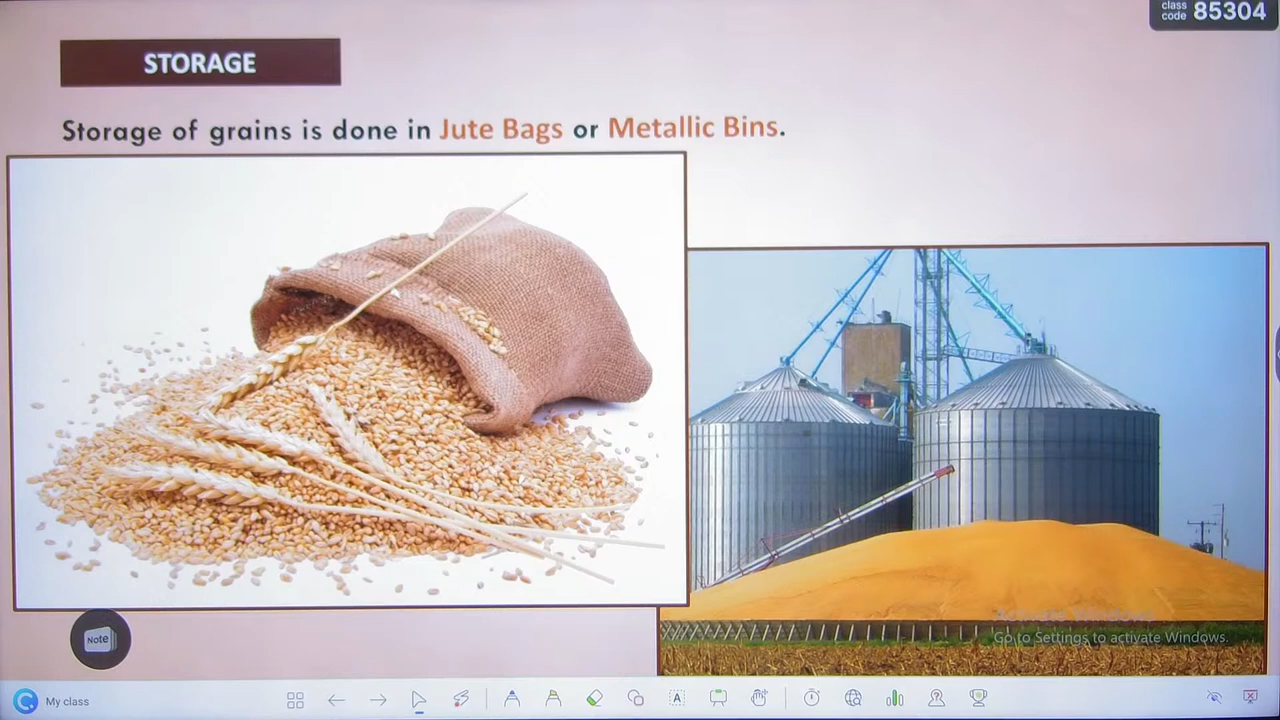 class code 85304
STORAGE
Storage of grains is done in Jute Bags or Metallic Bins.
Activate Windows
Go to Settings to activate Windows.
Note
My class
A